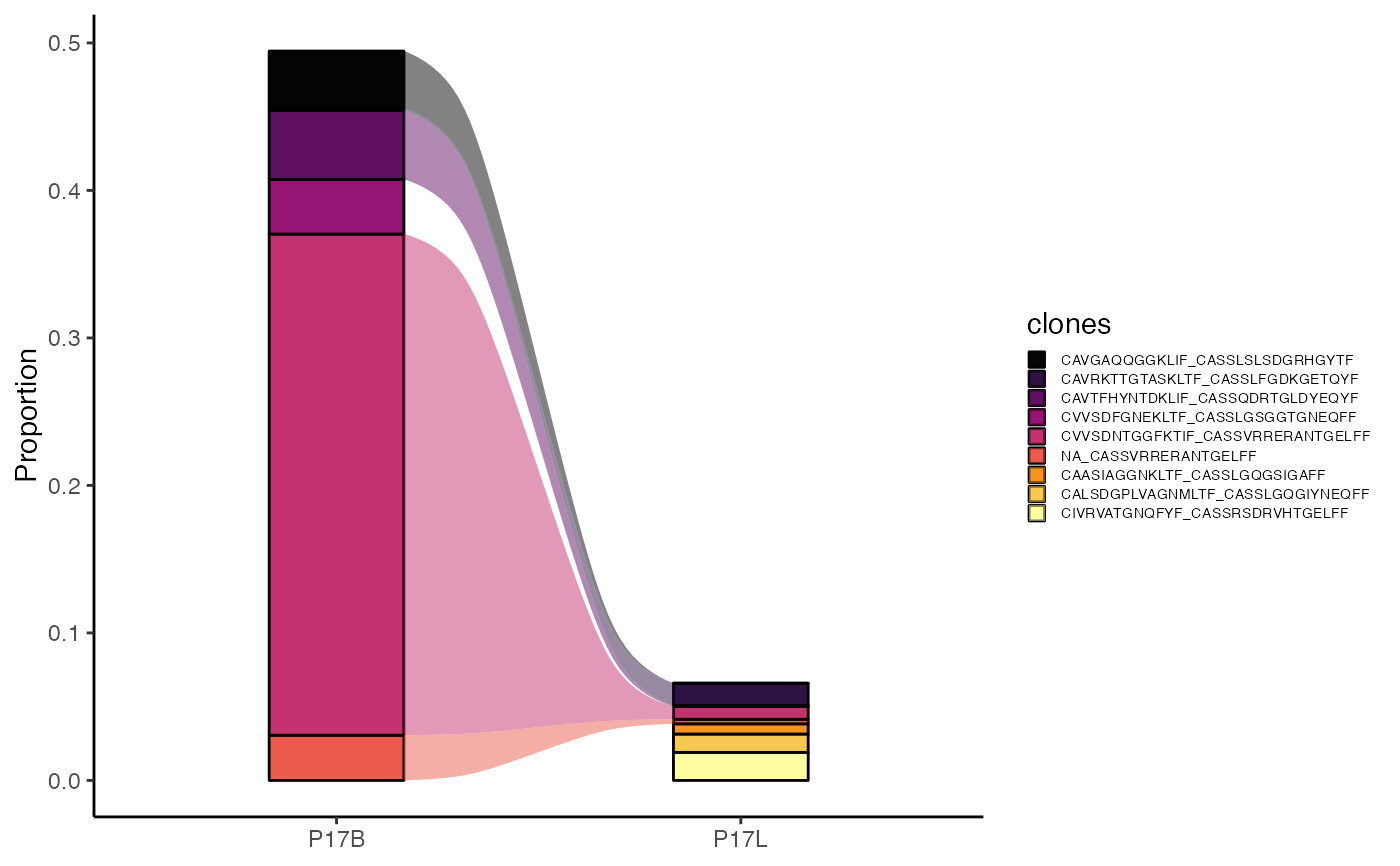 0.5
0.4
0.3
0.2
0.1
0.0
Proportion
P17B
P17L
clones
CAVGAQQGGKLIF_CASSLSLSDGRHGYTF
CAVRKTTGTASKLTF_CASSLFGDKGETQYF
CAVTFHYNTDKLIF_CASSQDRTGLDYEQYF
CVVSDFGNEKLTF_CASSLGSGGTGNEQFF
CVVSDNTGGFKTIF_CASSVRRERANTGELFF
NA_CASSVRRERANTGELFF
CAASIAGGNKLTF_CASSLGQGSIGAFF
CALSDGPLVAGNMLTF_CASSLGQGIYNEQFF
CIVRVATGNQFYF_CASSRSDRVHTGELFF